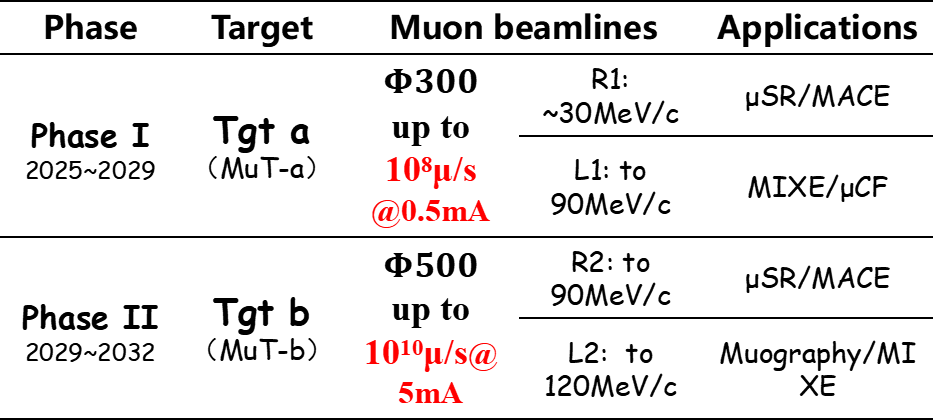 Phase Target Muon beamlines Applications
Phase I
2025~2029
Tgt a
(MuT-a)
Φ300
up to
10⁸μ/s
@0.5mA
R1:
~30MeV/c
μSR/MACE
L1: to
90MeV/c
MIXE/μCF
Phase II
2029~2032
Tgt b
(MuT-b)
Φ500
up to
10¹⁰μ/s@
5mA
R2: to
90MeV/c
μSR/MACE
L2: to
120MeV/c
Muography/MI
XE